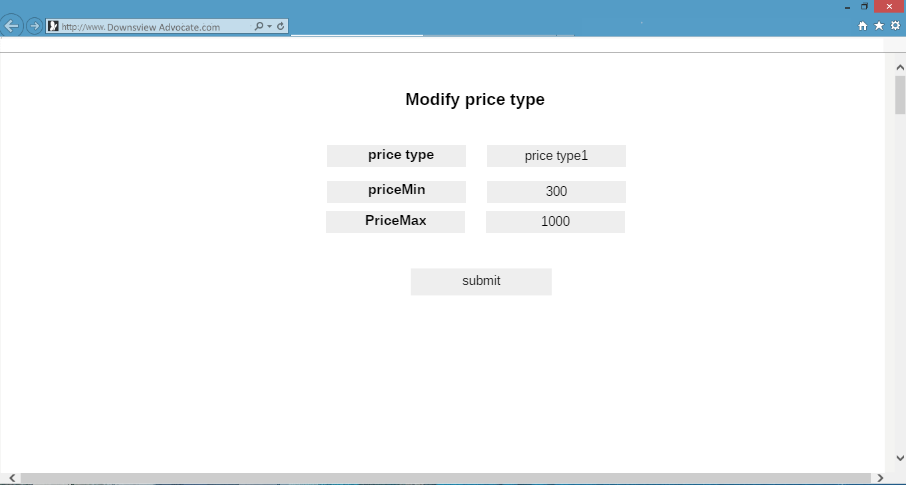 http://www. Downsview Advocate.com
Modify price type
price type price type1
priceMin 300
PriceMax 1000
submit